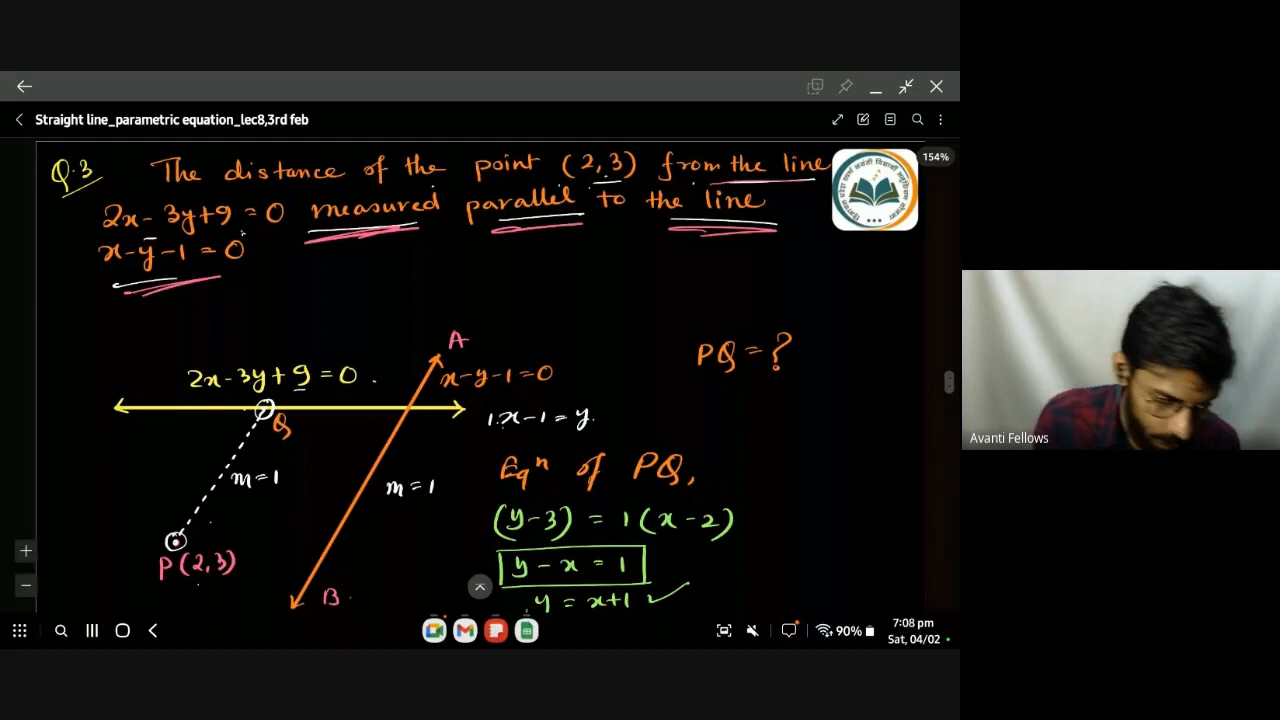 Straight line_parametric equation_lec8,3rd feb
154%
Q.3 The distance of the point (2,3) from the line
2x - 3y+9 = 0 measured parallel to the line
x-y-1 = 0
A
PQ = ?
2x-3y+9 = 0
x-y-1=0
Q
1.x-1 = y
Eqⁿ of PQ,
m=1
m=1
(y-3) = 1(x-2)
P(2,3)
y-x = 1
B
y = x+1 ✓
Avanti Fellows
90%
7:08 pm
Sat, 04/02